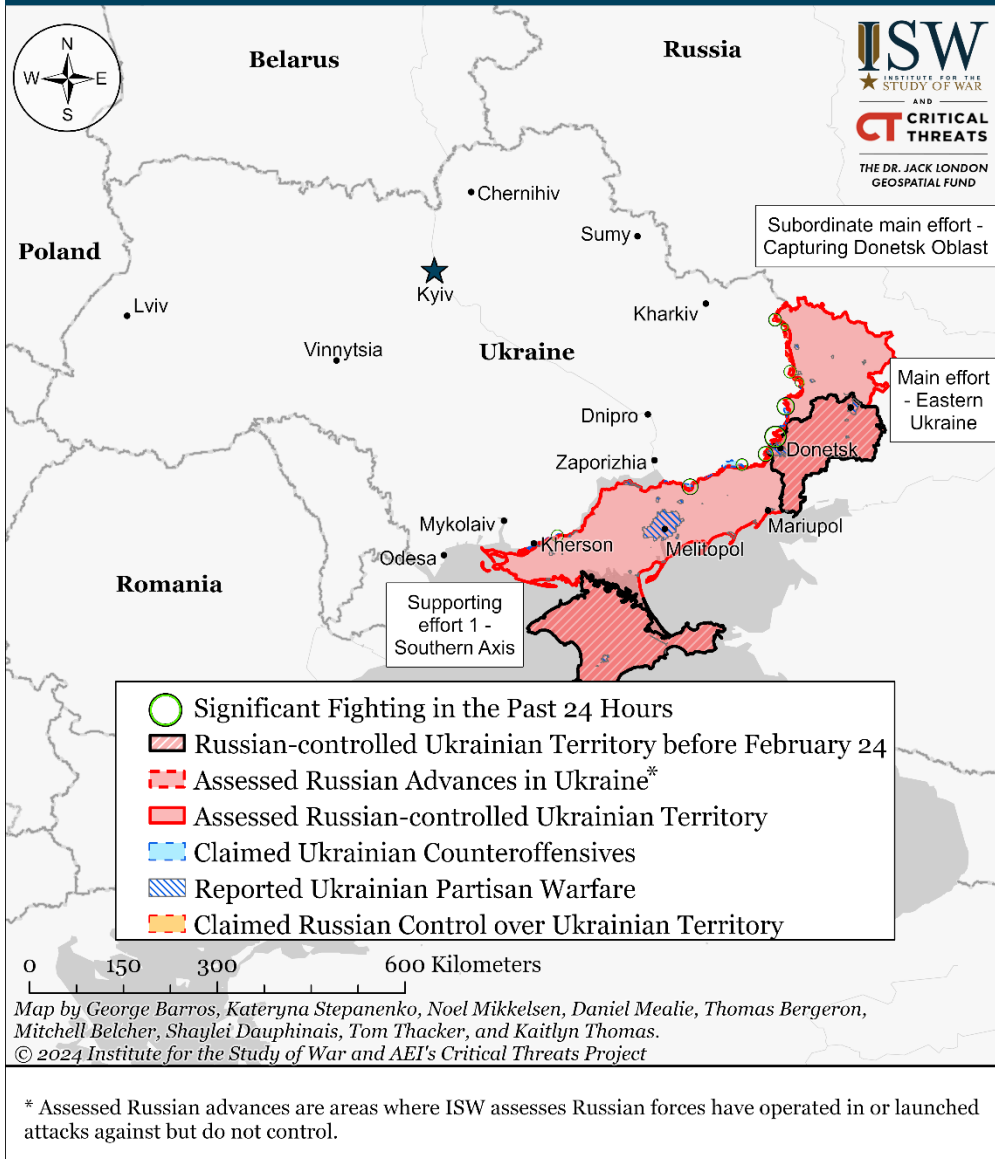 N
W E
S
Belarus
Russia
ISW
INSTITUTE FOR THE
STUDY OF WAR
AND
CT CRITICAL
THREATS
THE DR. JACK LONDON
GEOSPATIAL FUND
Chernihiv
Subordinate main effort -
Capturing Donetsk Oblast
Sumy
Poland
Kyiv
Lviv
Kharkiv
Vinnytsia
Ukraine
Main effort
- Eastern
Ukraine
Dnipro
Donetsk
Zaporizhia
Mykolaiv
Mariupol
Kherson
Melitopol
Odesa
Romania
Supporting
effort 1 -
Southern Axis
Significant Fighting in the Past 24 Hours
Russian-controlled Ukrainian Territory before February 24
Assessed Russian Advances in Ukraine*
Assessed Russian-controlled Ukrainian Territory
Claimed Ukrainian Counteroffensives
Reported Ukrainian Partisan Warfare
Claimed Russian Control over Ukrainian Territory
0 150 300 600 Kilometers
Map by George Barros, Kateryna Stepanenko, Noel Mikkelsen, Daniel Mealie, Thomas Bergeron,
Mitchell Belcher, Shaylei Dauphinais, Tom Thacker, and Kaitlyn Thomas.
© 2024 Institute for the Study of War and AEI's Critical Threats Project
* Assessed Russian advances are areas where ISW assesses Russian forces have operated in or launched
attacks against but do not control.